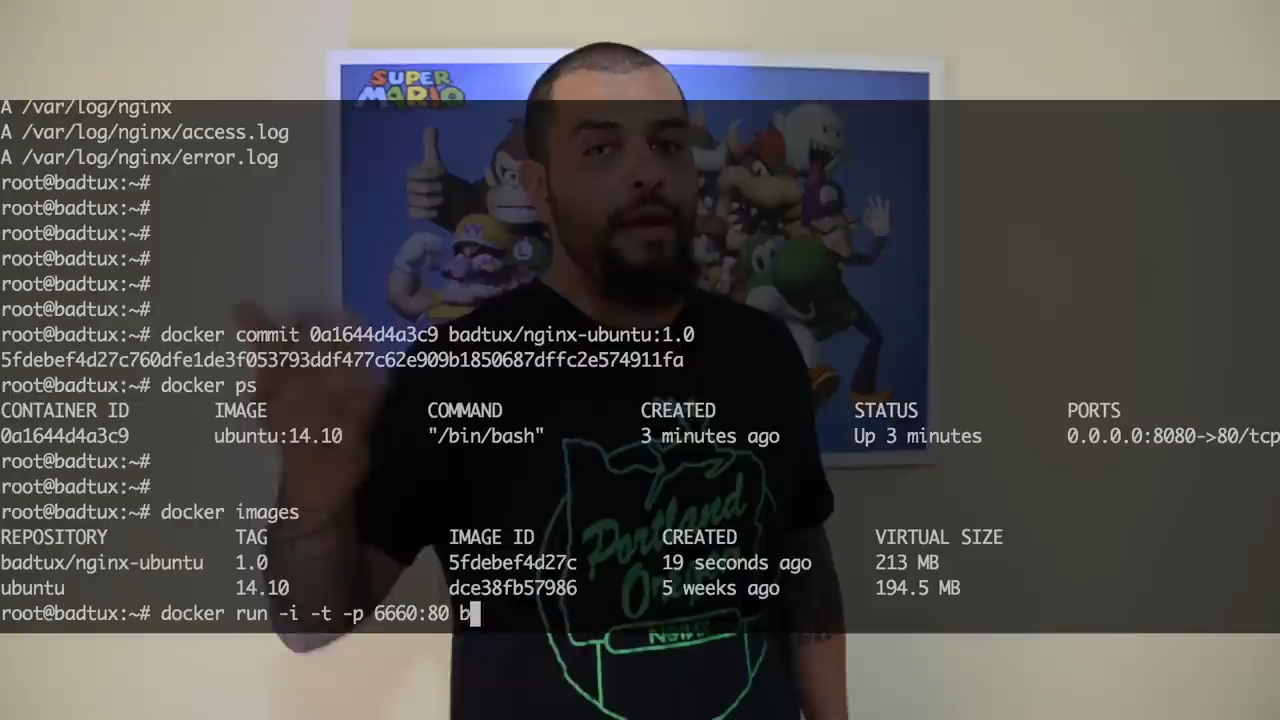 SUPER
MARIO
A /var/log/nginx
A /var/log/nginx/access.log
A /var/log/nginx/error.log
root@badtux:~#
root@badtux:~#
root@badtux:~#
root@badtux:~#
root@badtux:~#
root@badtux:~#
root@badtux:~# docker commit 0a1644d4a3c9 badtux/nginx-ubuntu:1.0
5fdebef4d27c760dfe1de3f053793ddf477c62e909b1850687dffc2e574911fa
root@badtux:~# docker ps
CONTAINER ID IMAGE COMMAND CREATED STATUS PORTS
0a1644d4a3c9 ubuntu:14.10 "/bin/bash" 3 minutes ago Up 3 minutes 0.0.0.0:8080->80/tcp
root@badtux:~#
root@badtux:~#
root@badtux:~# docker images
REPOSITORY TAG IMAGE ID CREATED VIRTUAL SIZE
badtux/nginx-ubuntu 1.0 5fdebef4d27c 19 seconds ago 213 MB
ubuntu 14.10 dce38fb57986 5 weeks ago 194.5 MB
root@badtux:~# docker run -i -t -p 6660:80 b
Portland
Oregon